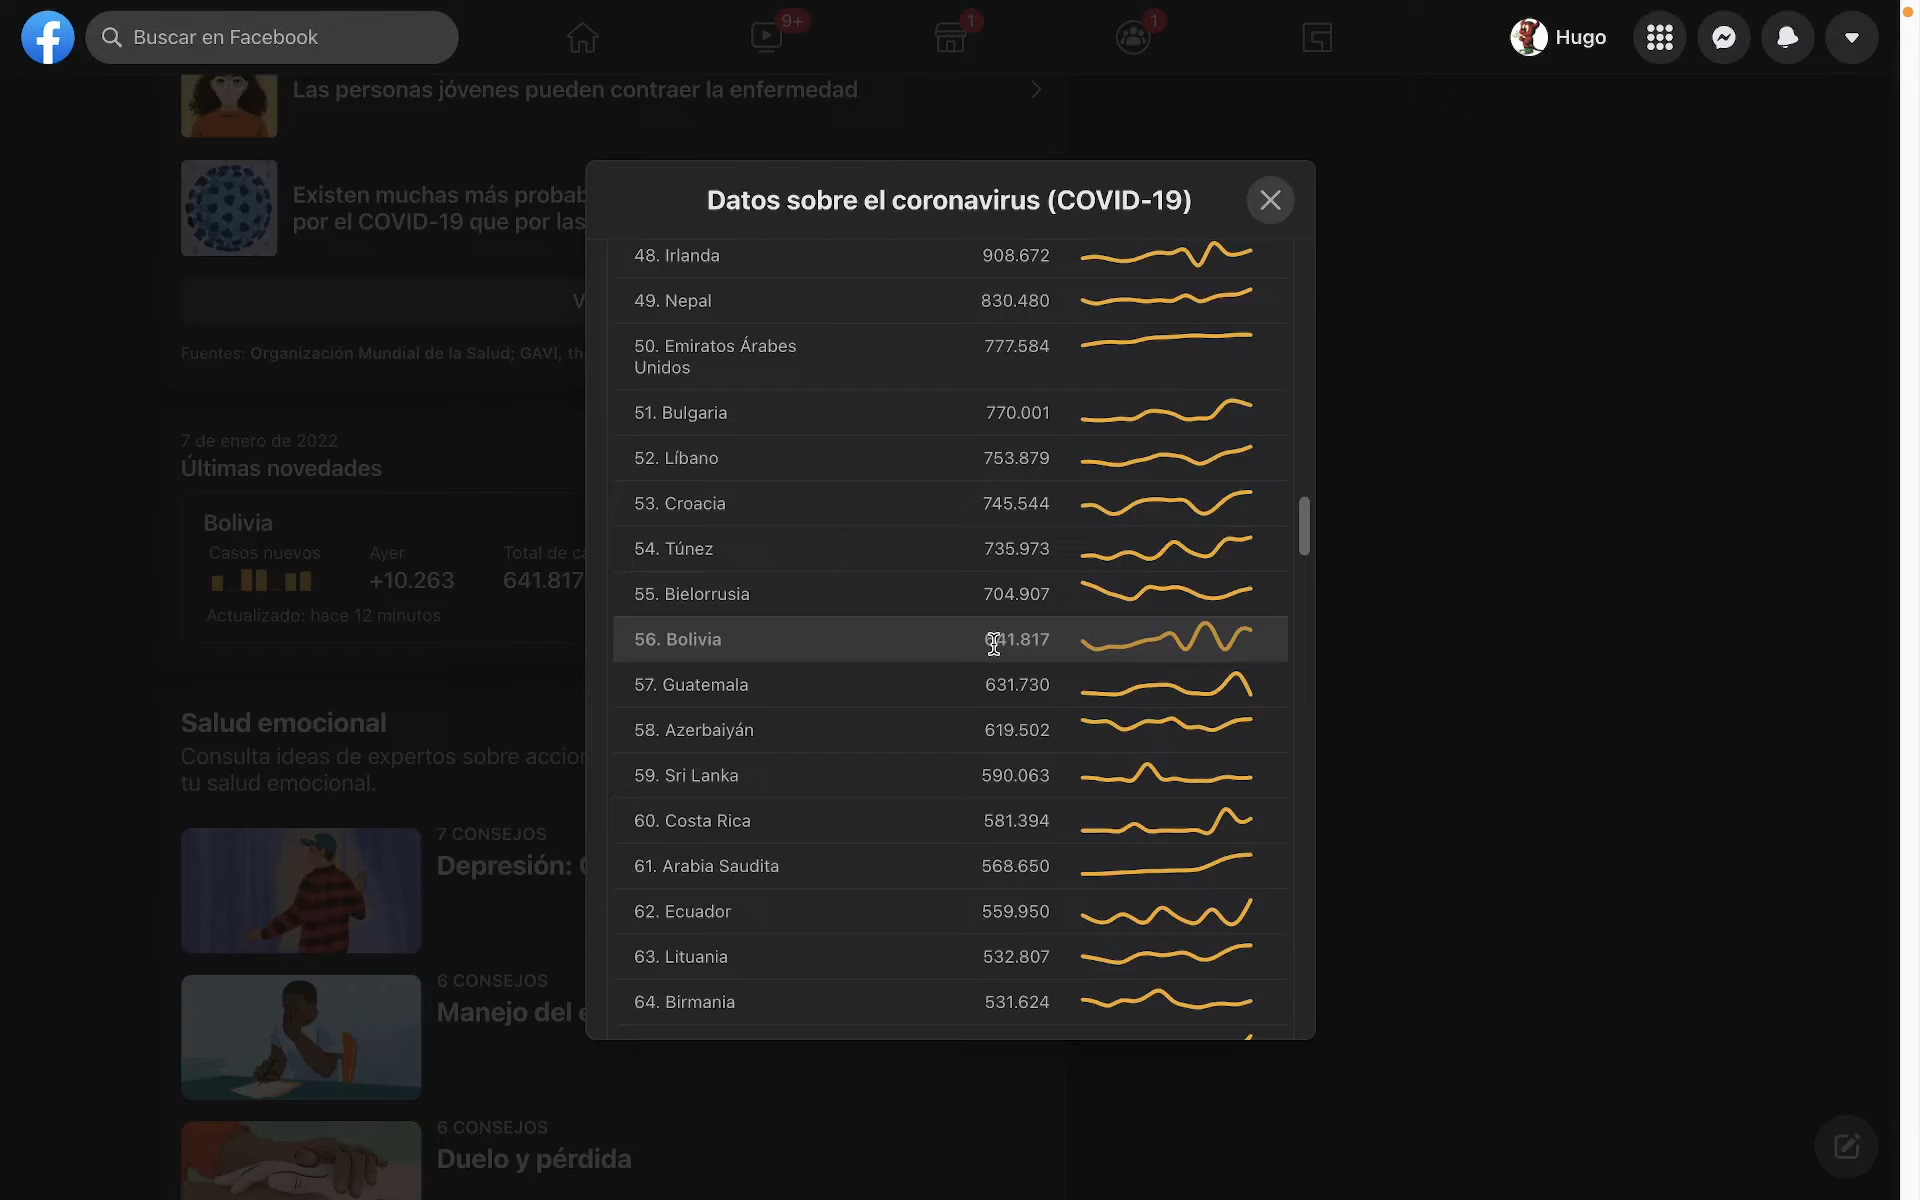 Buscar en Facebook
9+
1
1
Hugo
Las personas jóvenes pueden contraer la enfermedad
Existen muchas más probab
por el COVID-19 que por las
V
Fuentes: Organización Mundial de la Salud; GAVI, th
7 de enero de 2022
Últimas novedades
Bolivia
Casos nuevos Ayer Total de ca
+10.263 641.817
Actualizado: hace 12 minutos
Salud emocional
Consulta ideas de expertos sobre accion
tu salud emocional.
7 CONSEJOS
Depresión:
6 CONSEJOS
Manejo del
6 CONSEJOS
Duelo y pérdida
Datos sobre el coronavirus (COVID-19)
48. Irlanda 908.672
49. Nepal 830.480
50. Emiratos Árabes 777.584
Unidos
51. Bulgaria 770.001
52. Líbano 753.879
53. Croacia 745.544
54. Túnez 735.973
55. Bielorrusia 704.907
56. Bolivia 641.817
57. Guatemala 631.730
58. Azerbaiyán 619.502
59. Sri Lanka 590.063
60. Costa Rica 581.394
61. Arabia Saudita 568.650
62. Ecuador 559.950
63. Lituania 532.807
64. Birmania 531.624